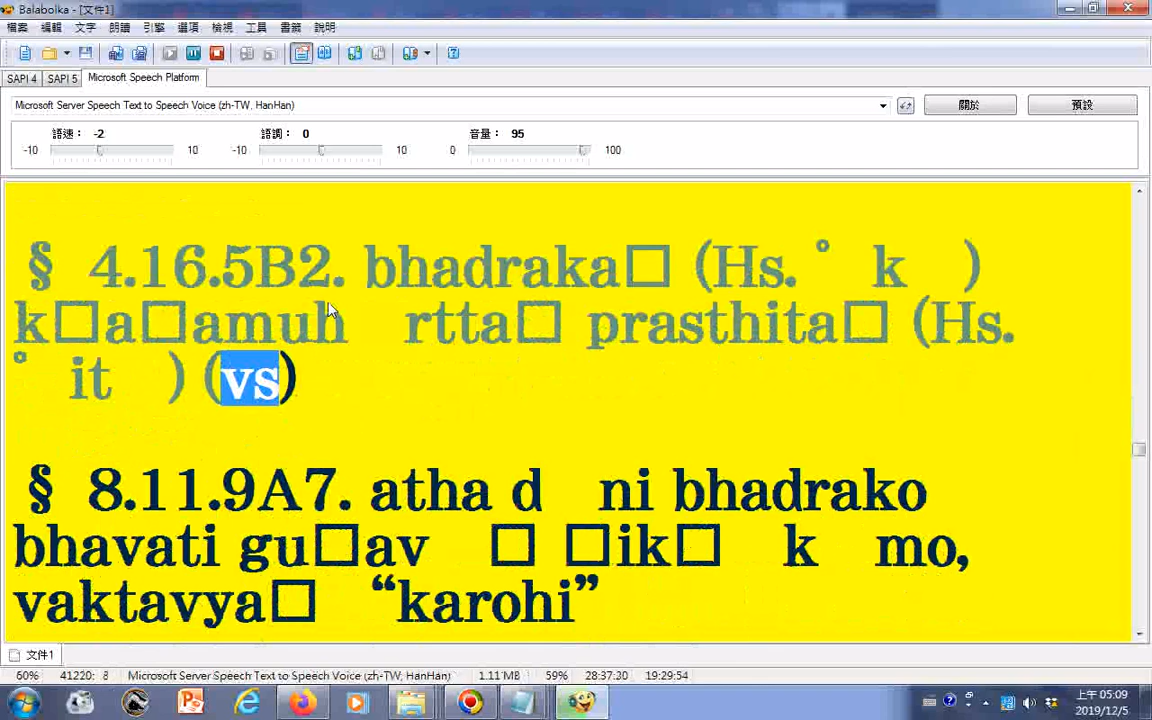 Balabolka - [文件1]
檔案 編輯 文字 朗讀 引擎 選項 檢視 工具 書籤 說明
SAPI 4 SAPI 5 Microsoft Speech Platform
Microsoft Server Speech Text to Speech Voice (zh-TW, HanHan) 關於 預設
語速： -2 語調： 0 音量： 95
-10 10 -10 10 0 100
§ 4.16.5B2. bhadraka□ (Hs. ° k )
k□a□amuh rtta□ prasthita□ (Hs.
° it ) (vs)
§ 8.11.9A7. atha d ni bhadrako
bhavati gu□av □ □ik□ k mo,
vaktavya□ “karohi”
文件1
60% 41220: 8 Microsoft Server Speech Text to Speech Voice (zh-TW, HanHan) 1.11 MB 59% 28:37:30 19:29:54
上午 05:09
2019/12/5